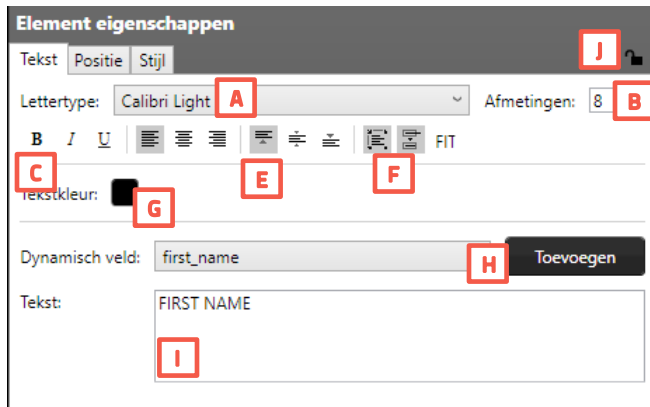 Element eigenschappen
Tekst Positie Stijl J
Lettertype: Calibri Light A Afmetingen: 8 B
B I U FIT
C E F
Tekstkleur: G
Dynamisch veld: first_name H Toevoegen
Tekst: FIRST NAME
I